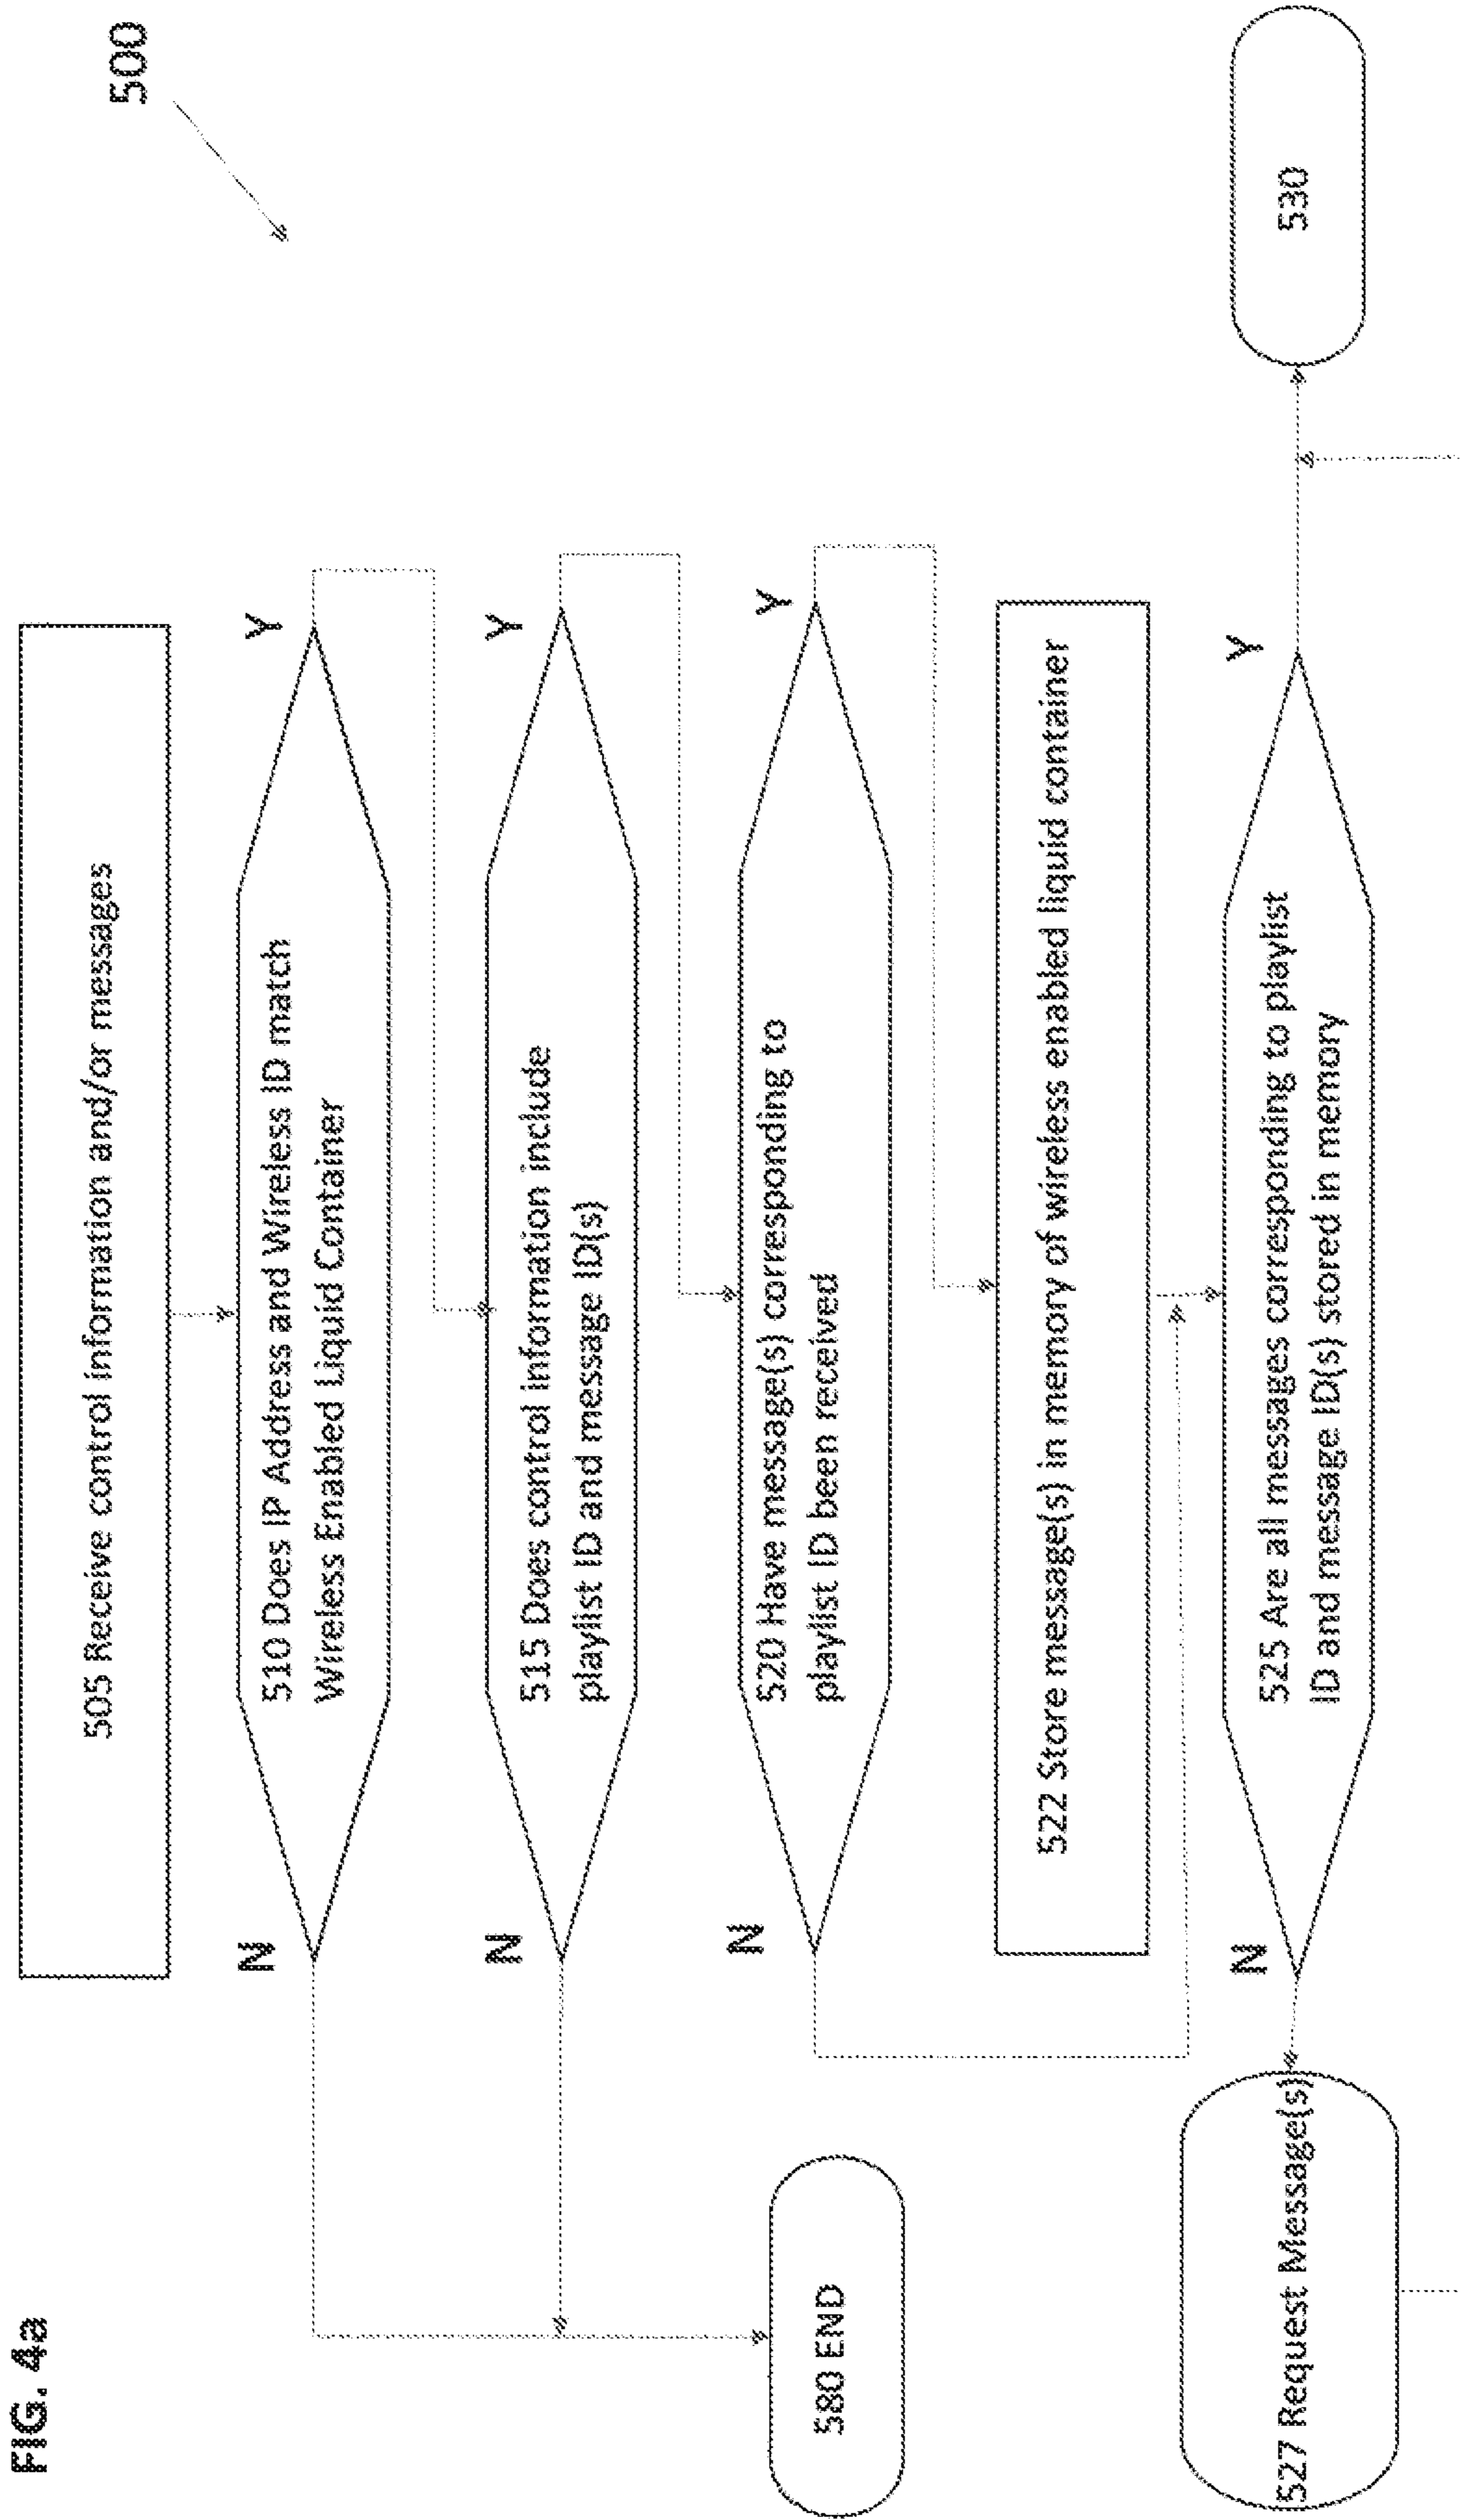 FIG. 4a
500
505 Receive control information and/or messages
N
510 Does IP Address and Wireless ID match
Wireless Enabled Liquid Container
Y
N
515 Does control information include
playlist ID and message ID(s)
Y
N
520 Have message(s) corresponding to
playlist ID been received
Y
580 END
522 Store message(s) in memory of wireless enabled liquid container
N
525 Are all messages corresponding to playlist
ID and message ID(s) stored in memory
Y
527 Request Message(s)
530